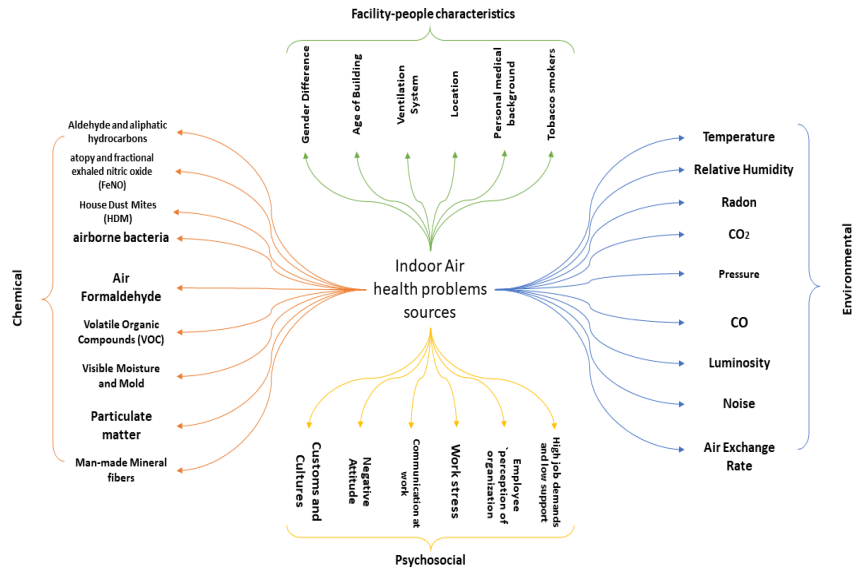 Facility-people characteristics
Gender Difference
Age of Building
Ventilation
System
Location
Personal medical
background
Tobacco smokers
Chemical
Aldehyde and aliphatic
hydrocarbons
atopy and fractional
exhaled nitric oxide
(FeNO)
House Dust Mites
(HDM)
airborne bacteria
Air
Formaldehyde
Volatile Organic
Compounds (VOC)
Visible Moisture
and Mold
Particulate
matter
Man-made Mineral
fibers
Indoor Air
health problems
sources
Temperature
Relative Humidity
Radon
CO2
Pressure
CO
Luminosity
Noise
Air Exchange
Rate
Environmental
Customs and
Cultures
Negative
Attitude
Communication at
work
Work stress
Employee
`perception of
organization
High job demands
and low support
Psychosocial